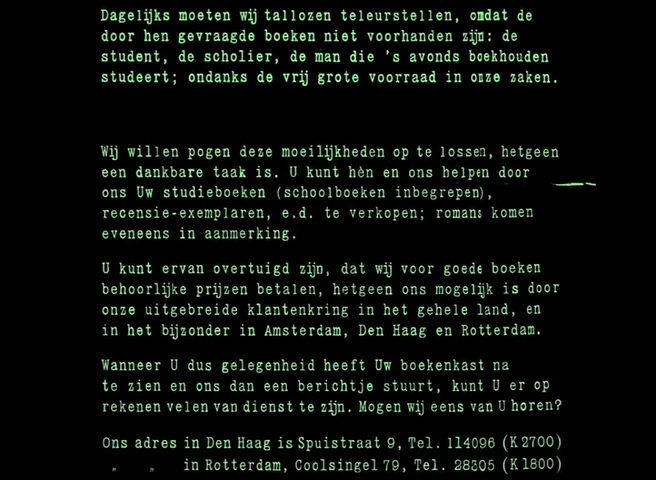 Dagelijks moeten wij tallozen teleurstellen, omdat de
door hen gevraagde boeken niet voorhanden zijn: de
student, de scholier, de man die 's avonds boekhouden
studeert; ondanks de vrij grote voorraad in onze zaken.
Wij willen pogen deze moeilijkheden op te lossen, hetgeen
een dankbare taak is. U kunt hèn en ons helpen door
ons Uw studieboeken (schoolboeken inbegrepen),
recensie-exemplaren, e.d. te verkopen; romans komen
eveneens in aanmerking.
U kunt ervan overtuigd zijn, dat wij voor goede boeken
behoorlijke prijzen betalen, hetgeen ons mogelijk is door
onze uitgebreide klantenkring in het gehele land, en
in het bijzonder in Amsterdam, Den Haag en Rotterdam.
Wanneer U dus gelegenheid heeft Uw boekenkast na
te zien en ons dan een berichtje stuurt, kunt U er op
rekenen velen van dienst te zijn. Mogen wij eens van U horen?
Ons adres in Den Haag is Spuistraat 9, Tel. 114096 (K 2700)
„ „ in Rotterdam, Coolsingel 79, Tel. 28305 (K 1800)